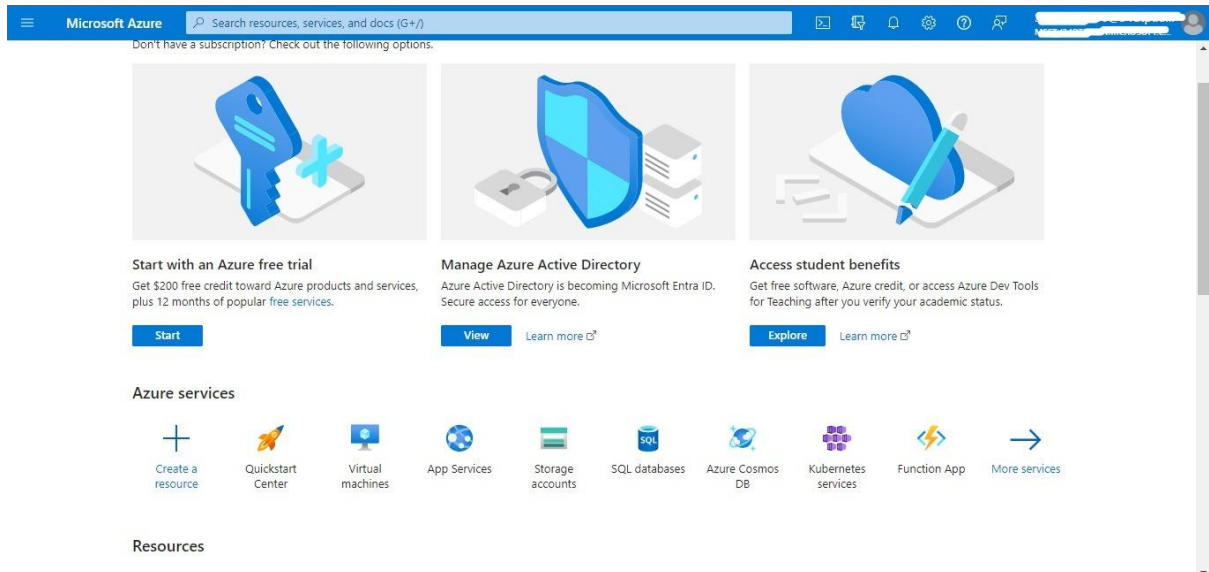 Microsoft Azure
Search resources, services, and docs (G+/)
Don't have a subscription? Check out the following options.
Start with an Azure free trial
Get $200 free credit toward Azure products and services,
plus 12 months of popular free services.
Start
Manage Azure Active Directory
Azure Active Directory is becoming Microsoft Entra ID.
Secure access for everyone.
View
Learn more
Access student benefits
Get free software, Azure credit, or access Azure Dev Tools
for Teaching after you verify your academic status.
Explore
Learn more
Azure services
Create a
resource
Quickstart
Center
Virtual
machines
App Services
Storage
accounts
SQL
SQL databases
Azure Cosmos
DB
Kubernetes
services
Function App
More services
Resources